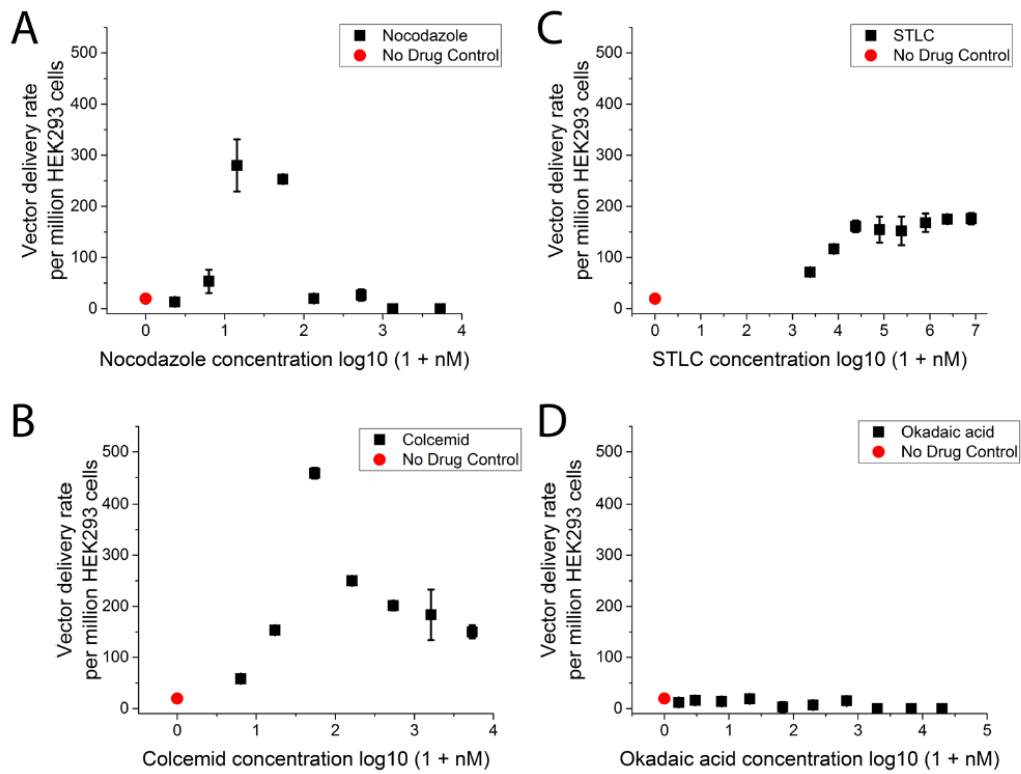 A
Nocodazole
No Drug Control
500
400
300
200
100
0
Vector delivery rate
per million HEK293 cells
0 1 2 3 4
Nocodazole concentration log10 (1 + nM)
C
STLC
No Drug Control
500
400
300
200
100
0
Vector delivery rate
per million HEK293 cells
0 1 2 3 4 5 6 7
STLC concentration log10 (1 + nM)
B
Colcemid
No Drug Control
500
400
300
200
100
0
Vector delivery rate
per million HEK293 cells
0 1 2 3 4
Colcemid concentration log10 (1 + nM)
D
Okadaic acid
No Drug Control
500
400
300
200
100
0
Vector delivery rate
per million HEK293 cells
0 1 2 3 4 5
Okadaic acid concentration log10 (1 + nM)